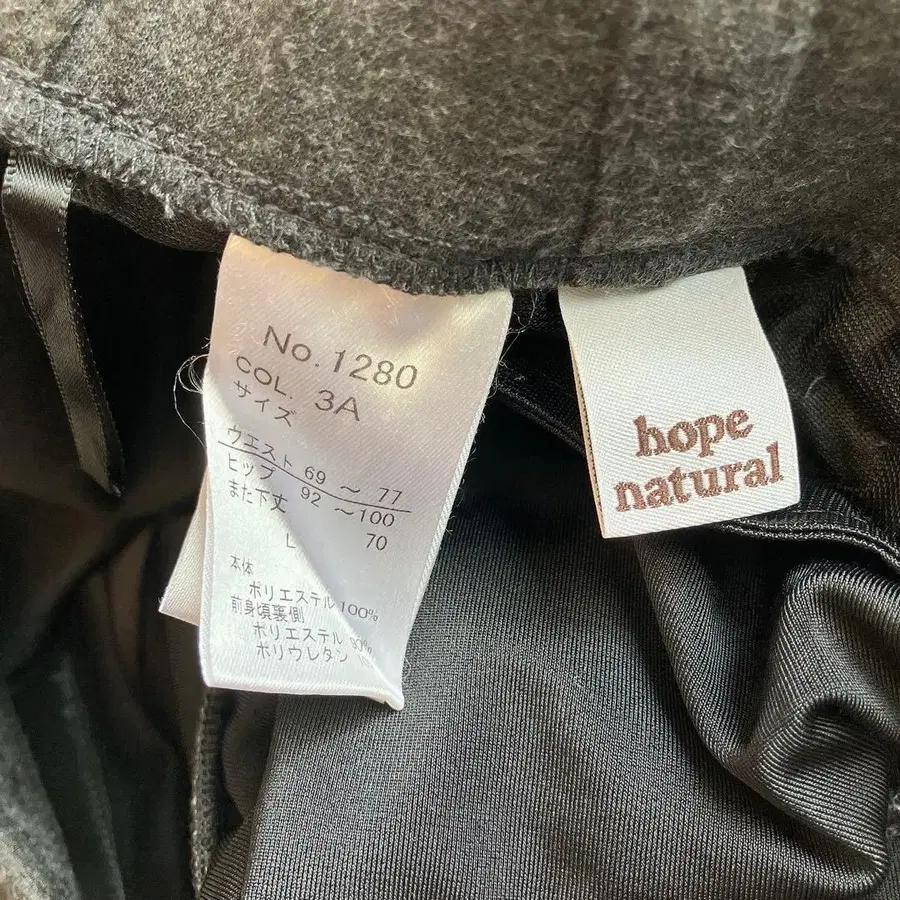 No.1280
COL. 3A
サイズ
ウエスト 69 ～ 77
ヒップ 92 ～100
また下丈 70
L
本体
ポリエステル100%
前身頃裏側
ポリエステル 90%
ポリウレタン
hope
natural